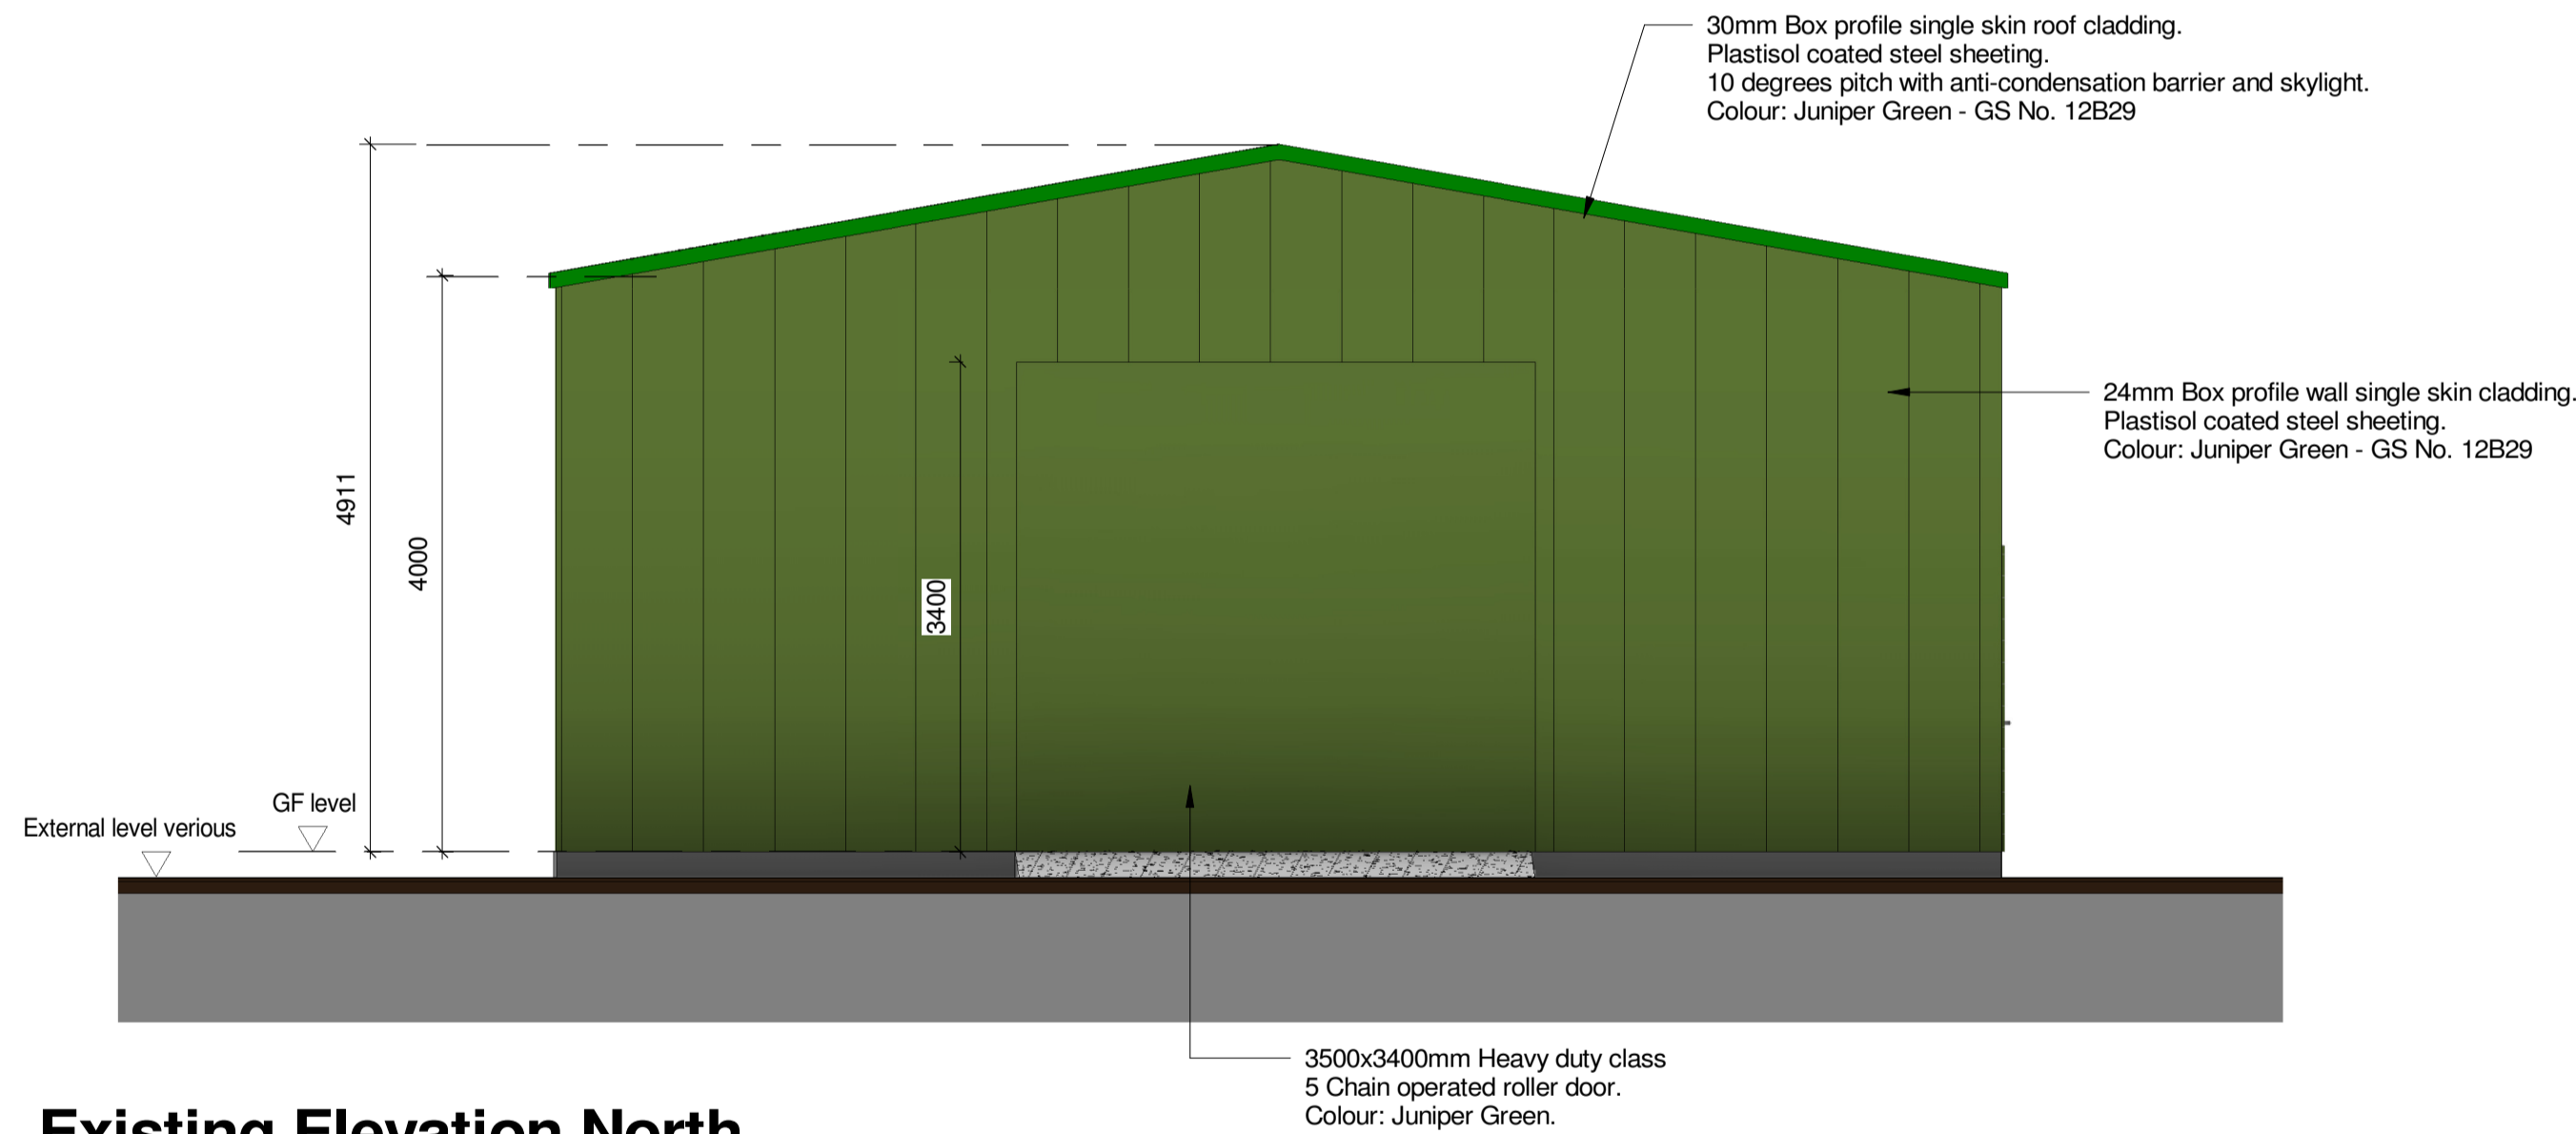 30mm Box profile single skin roof cladding.
Plastisol coated steel sheeting.
10 degrees pitch with anti-condensation barrier and skylight.
Colour: Juniper Green - GS No. 12B29
24mm Box profile wall single skin cladding.
Plastisol coated steel sheeting.
Colour: Juniper Green - GS No. 12B29
4911
4000
3400
GF level
External level verious
3500x3400mm Heavy duty class
5 Chain operated roller door.
Colour: Juniper Green.
Existing Elevation North